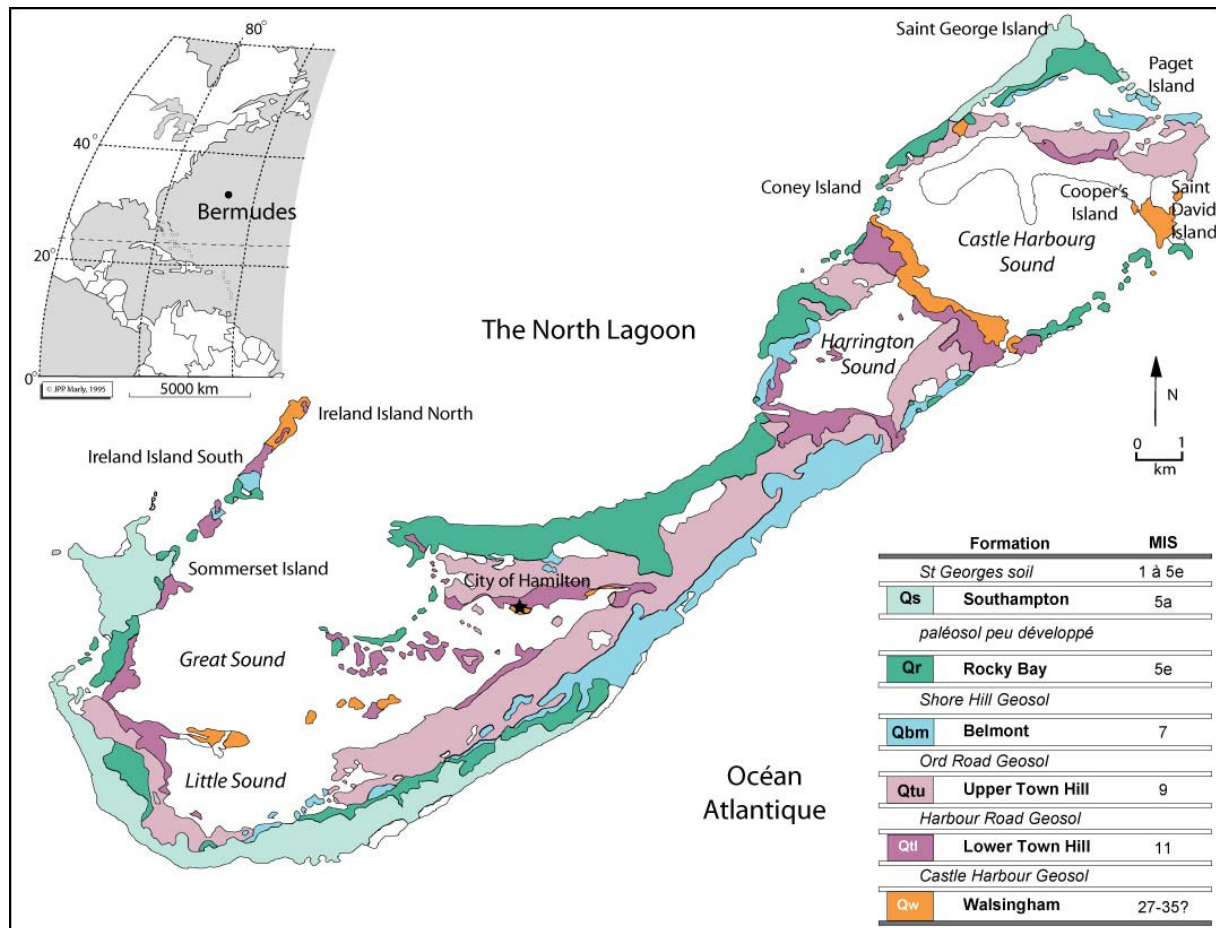 80°
40°
20°
0°
Bermudes
© JPP Marly, 1995
5000 km
Saint George Island
Paget
Island
Coney Island
Cooper's
Island
Saint
David
Island
Castle Harbourg
Sound
The North Lagoon
Harrington
Sound
N
0 1
km
Ireland Island North
Ireland Island South
Sommerset Island
City of Hamilton
Great Sound
Little Sound
Océan
Atlantique
Formation MIS
St Georges soil 1 à 5e
Qs Southampton 5a
paléosol peu développé
Qr Rocky Bay 5e
Shore Hill Geosol
Qbm Belmont 7
Ord Road Geosol
Qtu Upper Town Hill 9
Harbour Road Geosol
Qtl Lower Town Hill 11
Castle Harbour Geosol
Qw Walsingham 27-35?